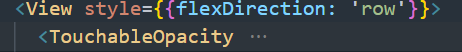 <View style={{flexDirection: 'row'}}>
<TouchableOpacity ⋯